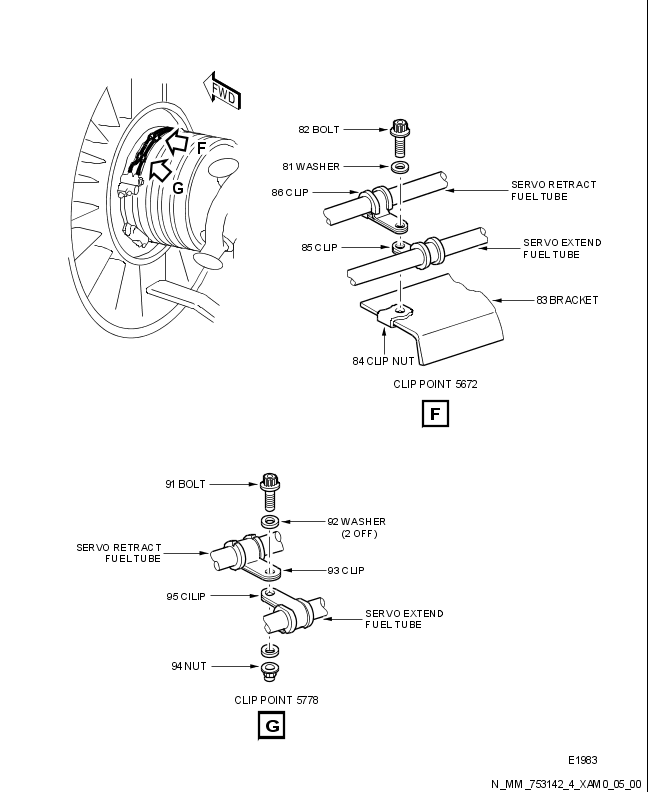 FWD
F
G
82 BOLT
81 WASHER
86 CLIP
SERVO RETRACT
FUEL TUBE
85 CLIP
SERVO EXTEND
FUEL TUBE
83 BRACKET
84 CLIP NUT
CLIP POINT 5672
F
91 BOLT
92 WASHER
(2 OFF)
SERVO RETRACT
FUEL TUBE
93 CLIP
95 CILIP
SERVO EXTEND
FUEL TUBE
94 NUT
CLIP POINT 5778
G
E1983
N_MM_753142_4_XAM0_05_00